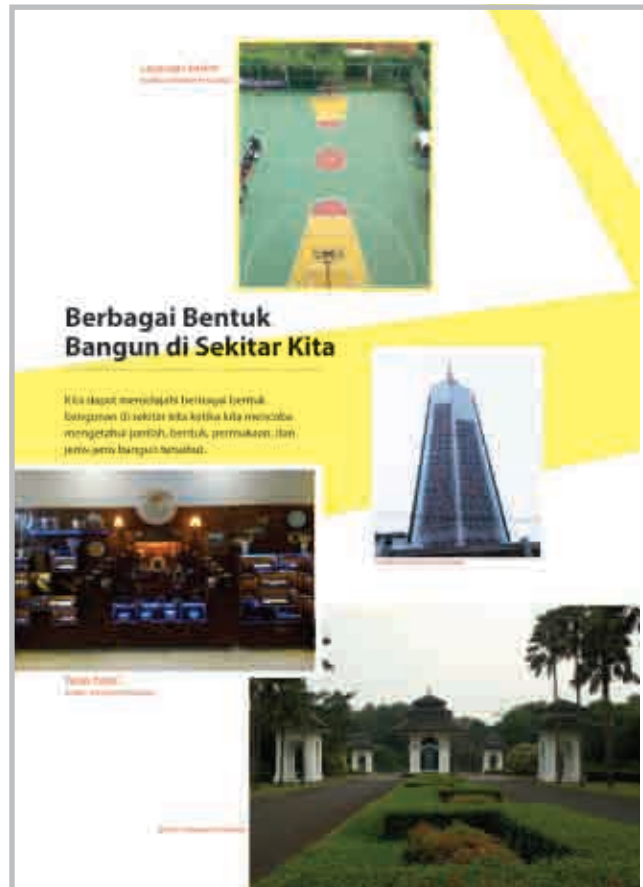 Berbagai Bentuk
Bangun di Sekitar Kita
Kita dapat menjelajahi berbagai bentuk
bangunan di sekitar kita ketika kita mencoba
mengetahui jumlah, bentuk, permukaan, dan
jenis-jenis bangun tersebut.